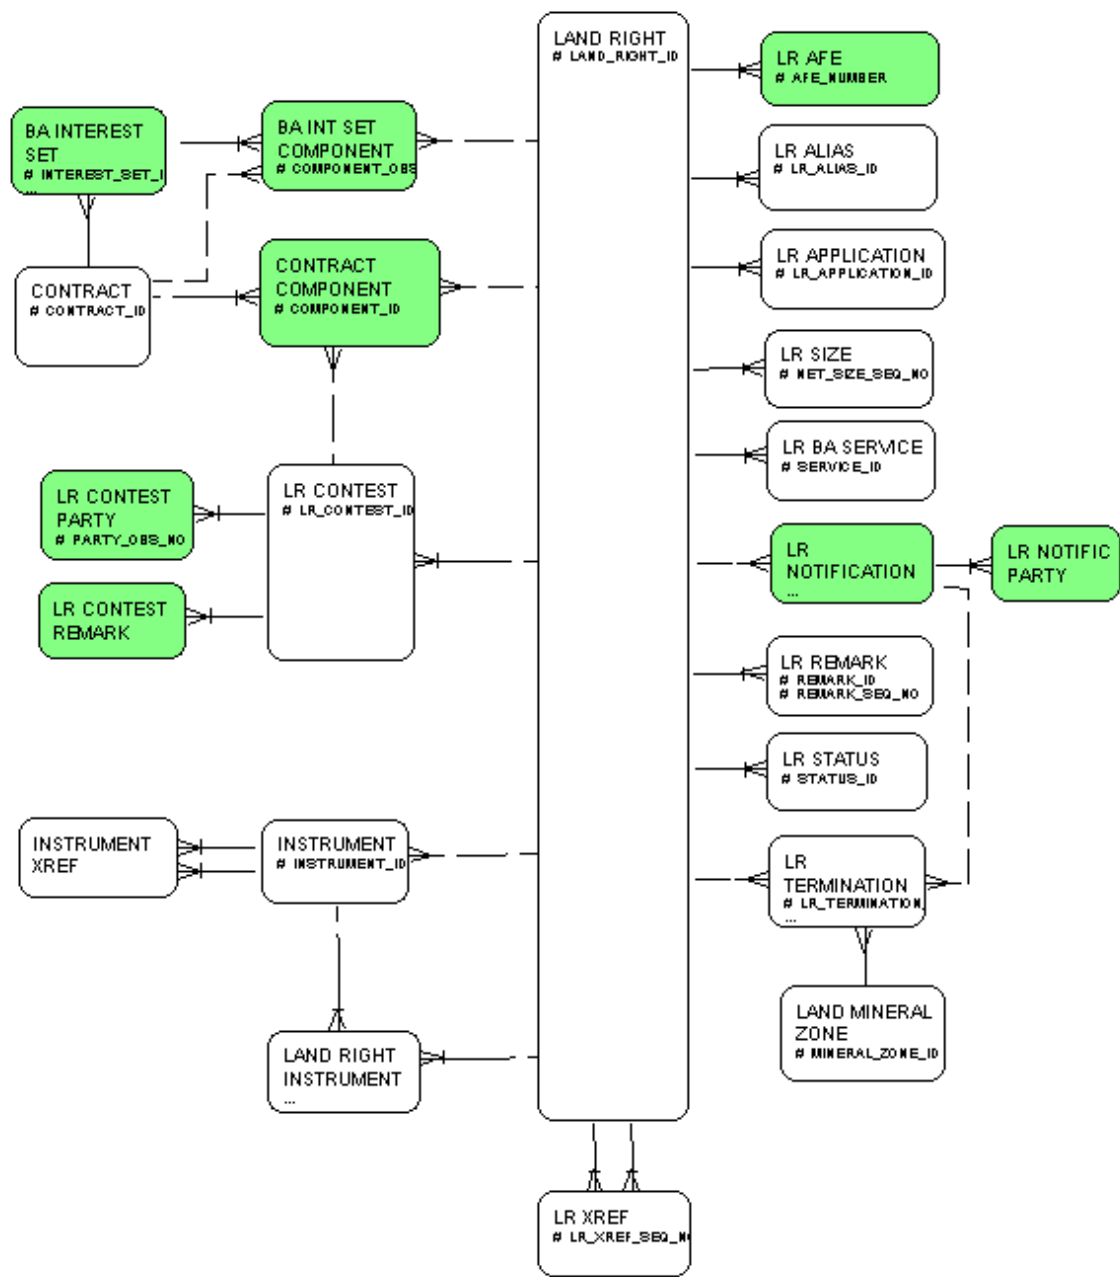 LAND RIGHT
# LAND_RIGHT_ID
LR AFE
# AFE_NUMBER
BA INTEREST
SET
# INTEREST_SET_I
...
BA INT SET
COMPONENT
# COMPONENT_OBS
LR ALIAS
# LR_ALIAS_ID
CONTRACT
# CONTRACT_ID
CONTRACT
COMPONENT
# COMPONENT_ID
LR APPLICATION
# LR_APPLICATION_ID
LR SIZE
# NET_SIZE_SEQ_NO
LR BA SERVICE
# SERVICE_ID
LR CONTEST
PARTY
# PARTY_OBS_NO
LR CONTEST
# LR_CONTEST_ID
LR
NOTIFICATION
...
LR NOTIFIC
PARTY
LR CONTEST
REMARK
LR REMARK
# REMARK_ID
# REMARK_SEQ_NO
LR STATUS
# STATUS_ID
INSTRUMENT
XREF
INSTRUMENT
# INSTRUMENT_ID
LR
TERMINATION
# LR_TERMINATION_
...
LAND MINERAL
ZONE
# MINERAL_ZONE_ID
LAND RIGHT
INSTRUMENT
...
LR XREF
# LR_XREF_SEQ_NO